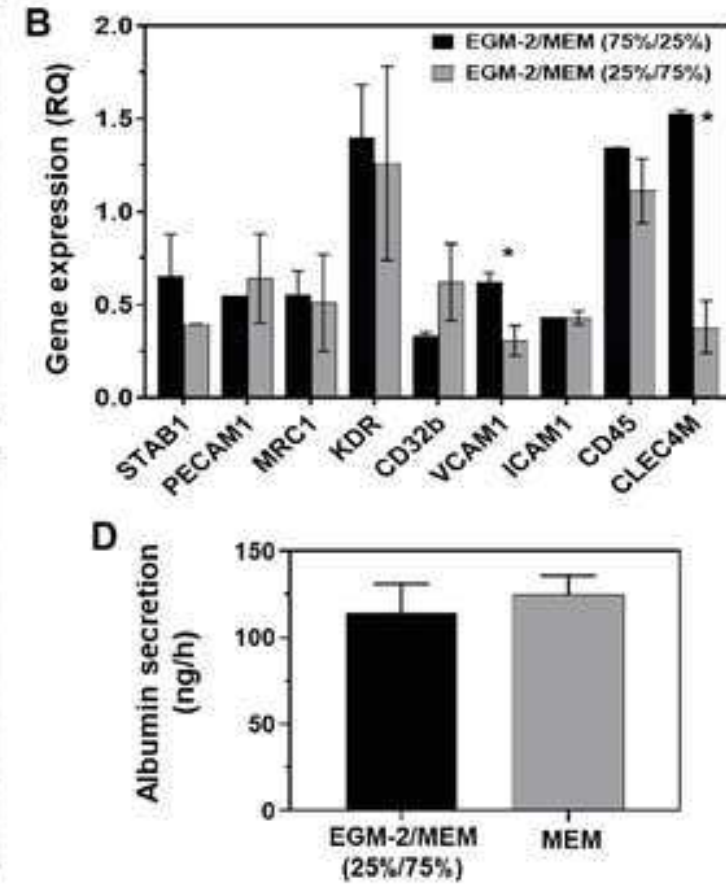 B
2.0
1.5
1.0
0.5
0.0
Gene expression (RQ)
EGM-2/MEM (75%/25%)
EGM-2/MEM (25%/75%)
*
*
STAB1
PECAM1
MRC1
KDR
CD32b
VCAM1
ICAM1
CD45
CLEC4M
D
150
100
50
0
Albumin secretion
(ng/h)
EGM-2/MEM
(25%/75%)
MEM